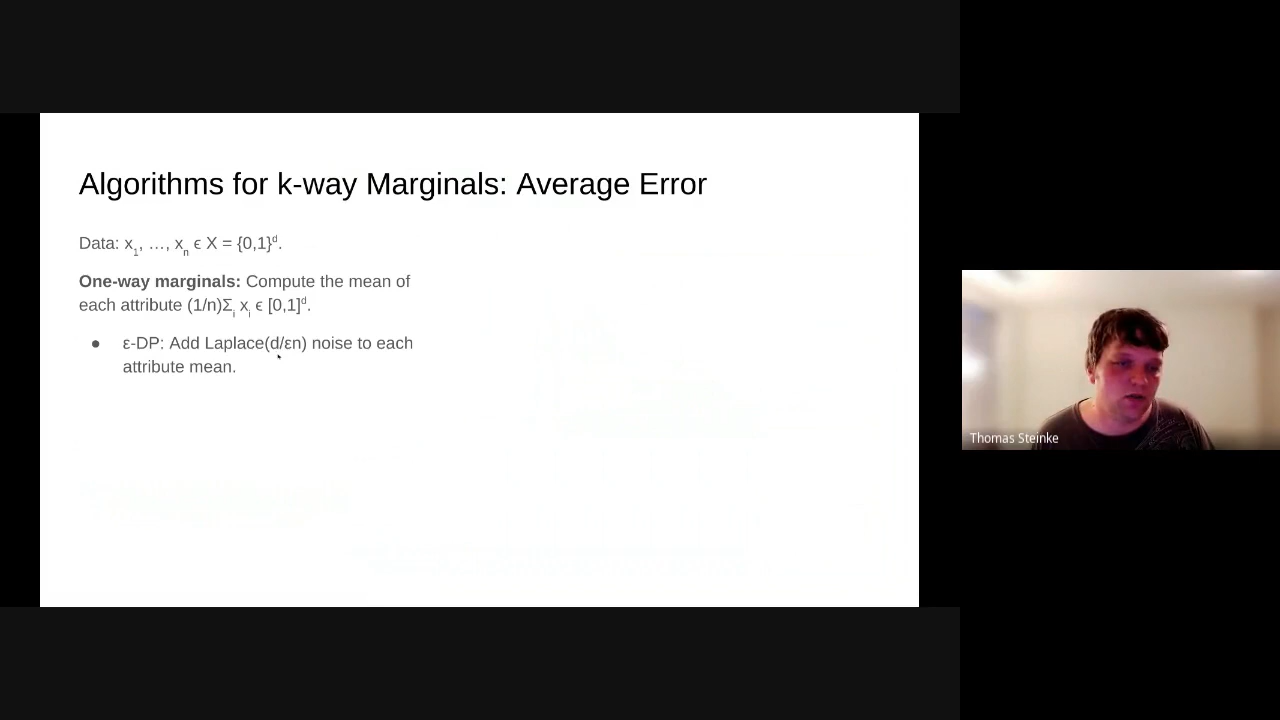 Algorithms for k-way Marginals: Average Error
Data: x₁, …, xₙ ϵ X = {0,1}ᵈ.
One-way marginals: Compute the mean of
each attribute (1/n)Σᵢ xᵢ ϵ [0,1]ᵈ.
● ε-DP: Add Laplace(d/εn) noise to each
attribute mean.
Thomas Steinke